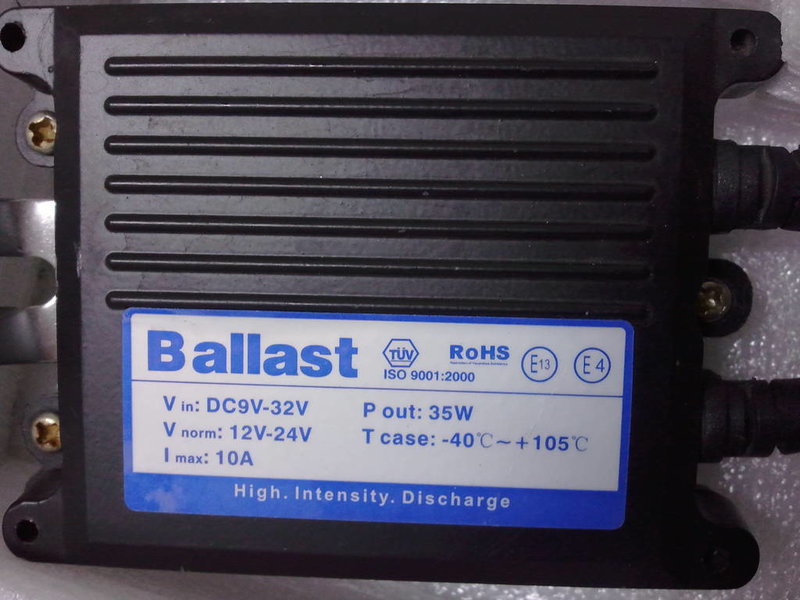 Ballast
TÜV
ISO 9001:2000
RoHS
E13
E4
V in: DC9V-32V
V norm: 12V-24V
I max: 10A
P out: 35W
T case: -40℃~+105℃
High. Intensity. Discharge